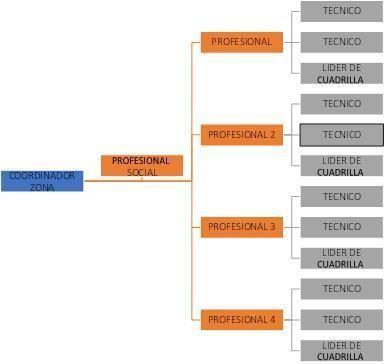 COORDINADOR
ZONA
PROFESIONAL
SOCIAL
PROFESIONAL
TECNICO
TECNICO
LIDER DE
CUADRILLA
PROFESIONAL 2
TECNICO
TECNICO
LIDER DE
CUADRILLA
PROFESIONAL 3
TECNICO
TECNICO
LIDER DE
CUADRILLA
PROFESIONAL 4
TECNICO
TECNICO
LIDER DE
CUADRILLA